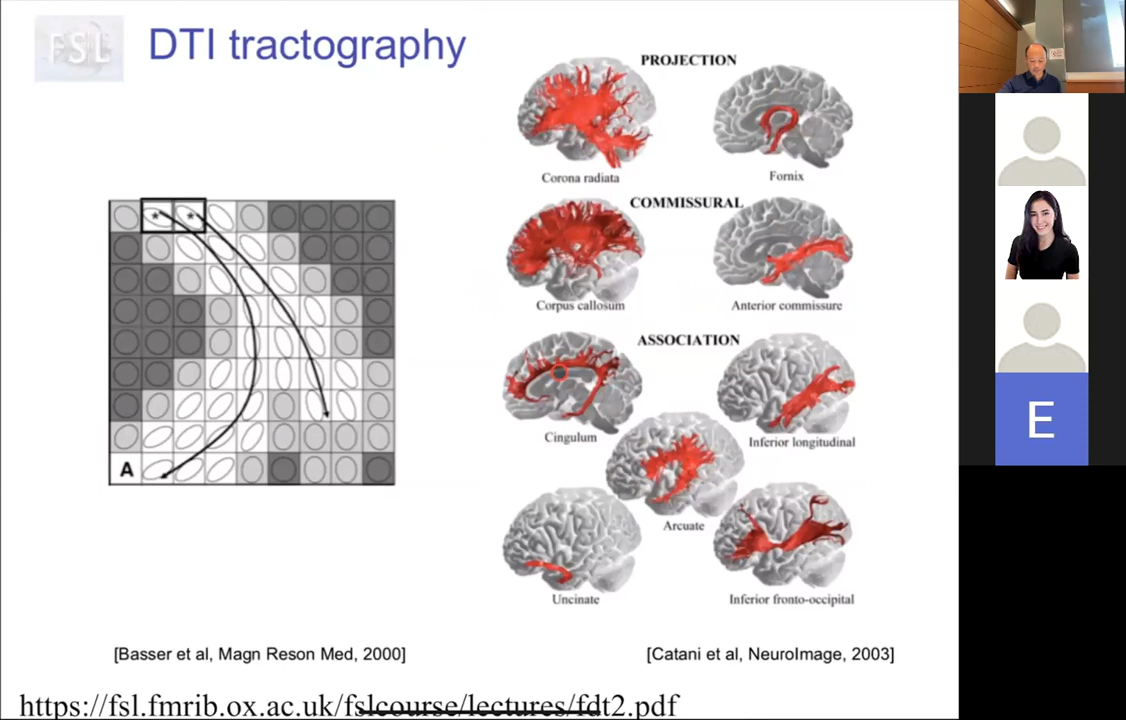 FSL
DTI tractography
*
*
A
[Basser et al, Magn Reson Med, 2000]
PROJECTION
Corona radiata
Fornix
COMMISSURAL
Corpus callosum
Anterior commissure
ASSOCIATION
Cingulum
Inferior longitudinal
Arcuate
Uncinate
Inferior fronto-occipital
[Catani et al, NeuroImage, 2003]
https://fsl.fmrib.ox.ac.uk/fslcourse/lectures/fdt2.pdf
E